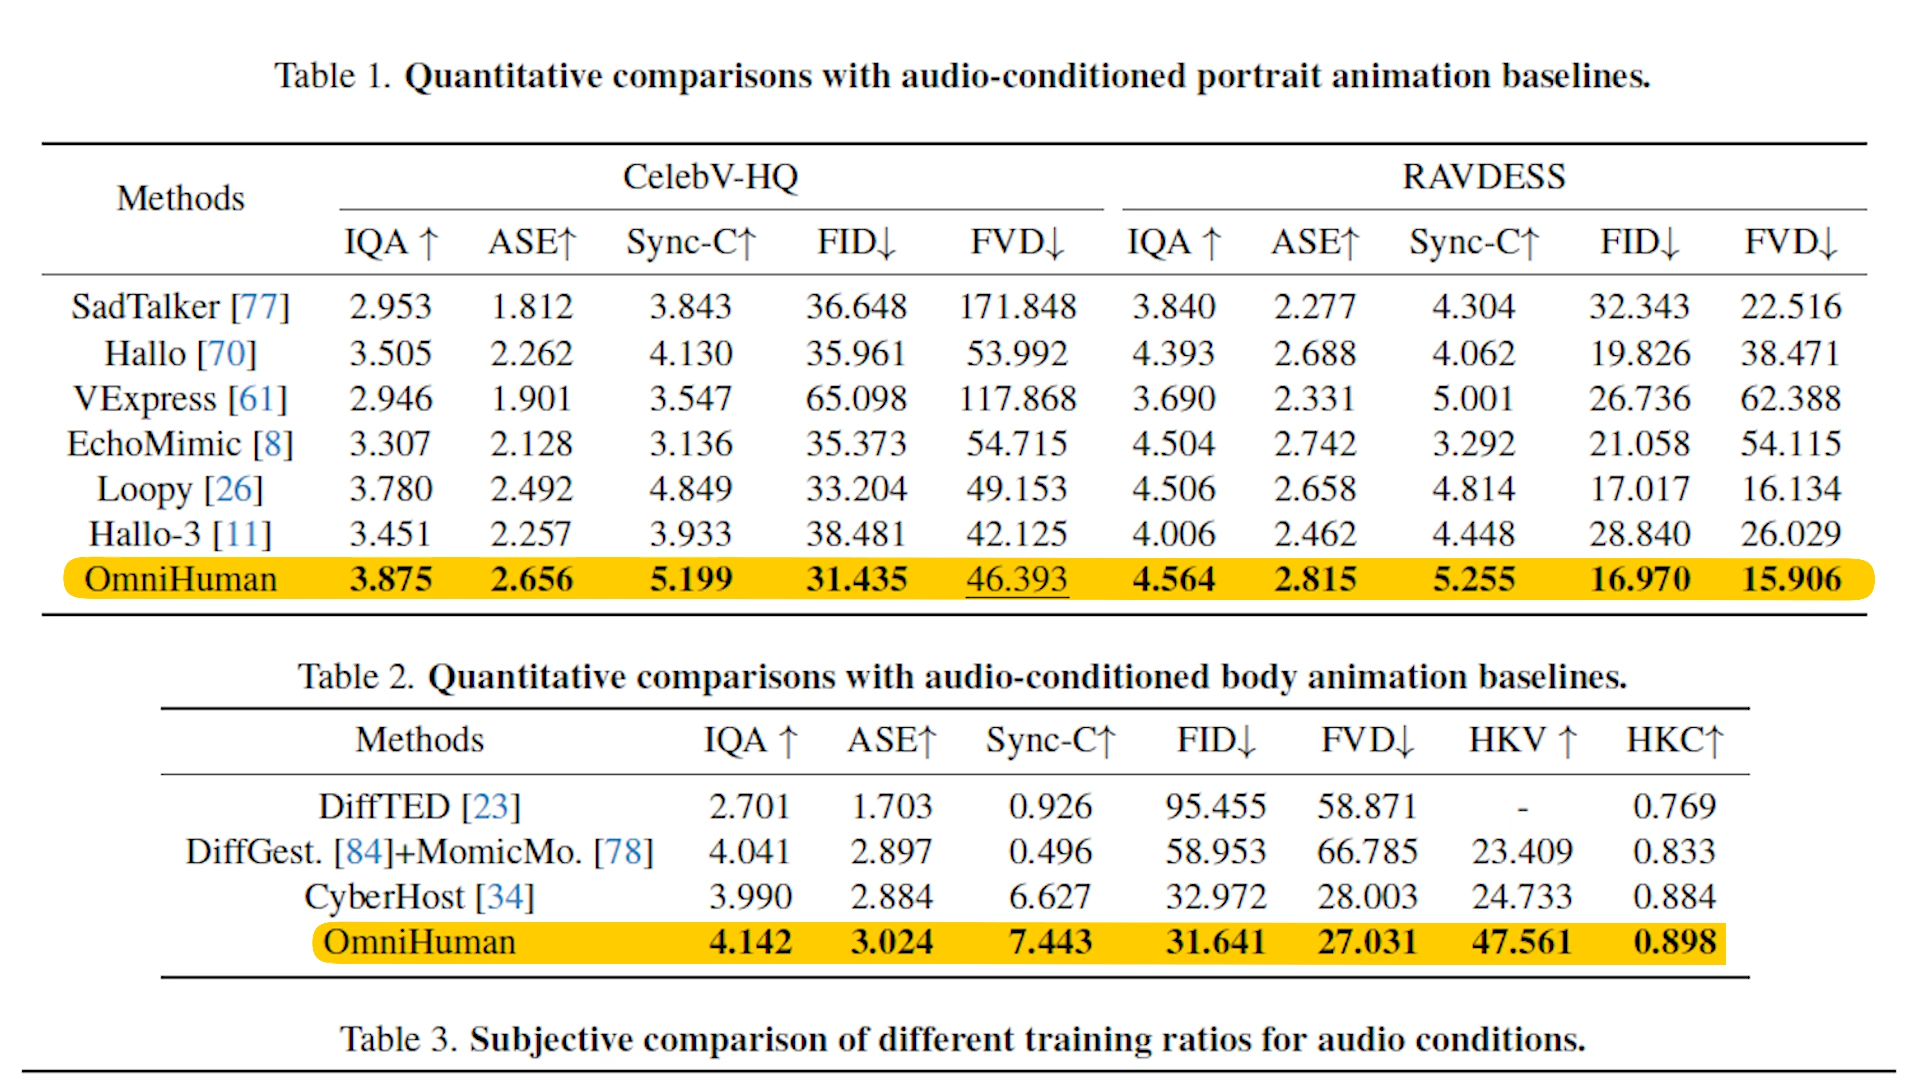 Table 1. Quantitative comparisons with audio-conditioned portrait animation baselines.
Methods CelebV-HQ RAVDESS
IQA ↑ ASE↑ Sync-C↑ FID↓ FVD↓ IQA ↑ ASE↑ Sync-C↑ FID↓ FVD↓
SadTalker [77] 2.953 1.812 3.843 36.648 171.848 3.840 2.277 4.304 32.343 22.516
Hallo [70] 3.505 2.262 4.130 35.961 53.992 4.393 2.688 4.062 19.826 38.471
VExpress [61] 2.946 1.901 3.547 65.098 117.868 3.690 2.331 5.001 26.736 62.388
EchoMimic [8] 3.307 2.128 3.136 35.373 54.715 4.504 2.742 3.292 21.058 54.115
Loopy [26] 3.780 2.492 4.849 33.204 49.153 4.506 2.658 4.814 17.017 16.134
Hallo-3 [11] 3.451 2.257 3.933 38.481 42.125 4.006 2.462 4.448 28.840 26.029
OmniHuman 3.875 2.656 5.199 31.435 46.393 4.564 2.815 5.255 16.970 15.906
Table 2. Quantitative comparisons with audio-conditioned body animation baselines.
Methods IQA ↑ ASE↑ Sync-C↑ FID↓ FVD↓ HKV ↑ HKC↑
DiffTED [23] 2.701 1.703 0.926 95.455 58.871 - 0.769
DiffGest. [84]+MomicMo. [78] 4.041 2.897 0.496 58.953 66.785 23.409 0.833
CyberHost [34] 3.990 2.884 6.627 32.972 28.003 24.733 0.884
OmniHuman 4.142 3.024 7.443 31.641 27.031 47.561 0.898
Table 3. Subjective comparison of different training ratios for audio conditions.